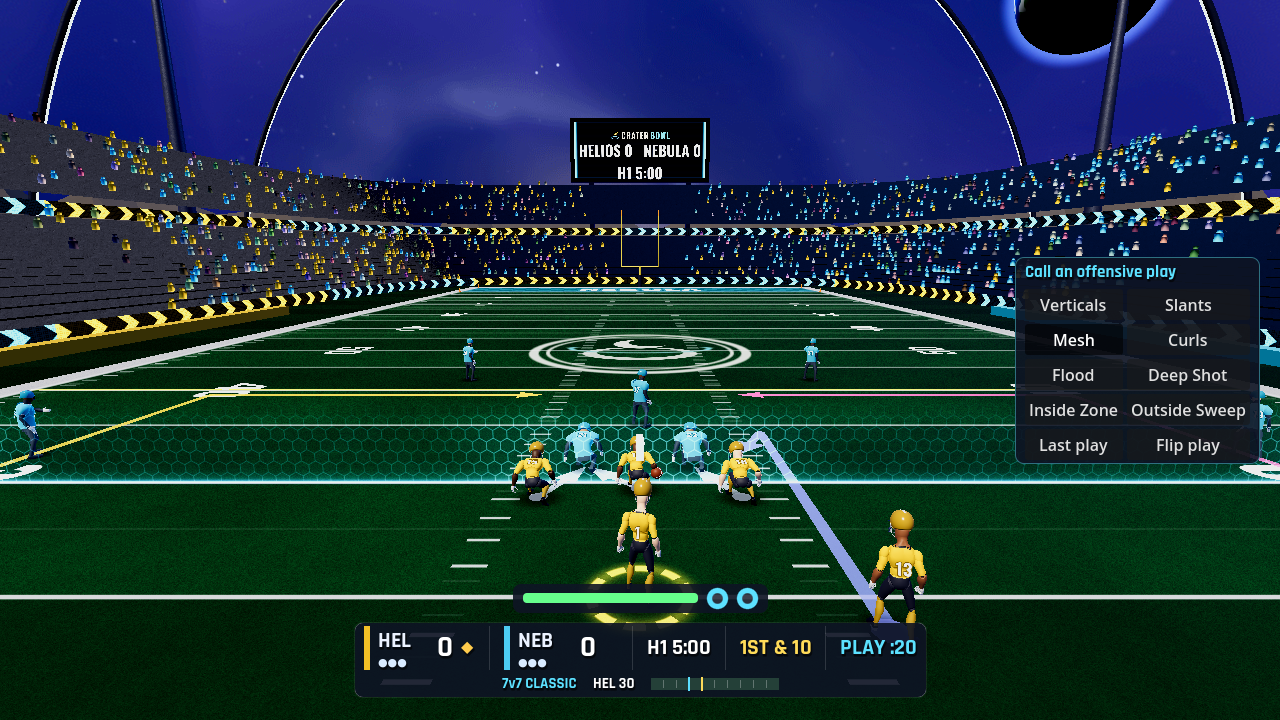 CRATER BOWL
HELIOS 0 NEBULA 0
H1 5:00
Call an offensive play
Verticals Slants
Mesh Curls
Flood Deep Shot
Inside Zone Outside Sweep
Last play Flip play
1
13
HEL 0 NEB 0 H1 5:00 1ST & 10 PLAY :20
7v7 CLASSIC HEL 30